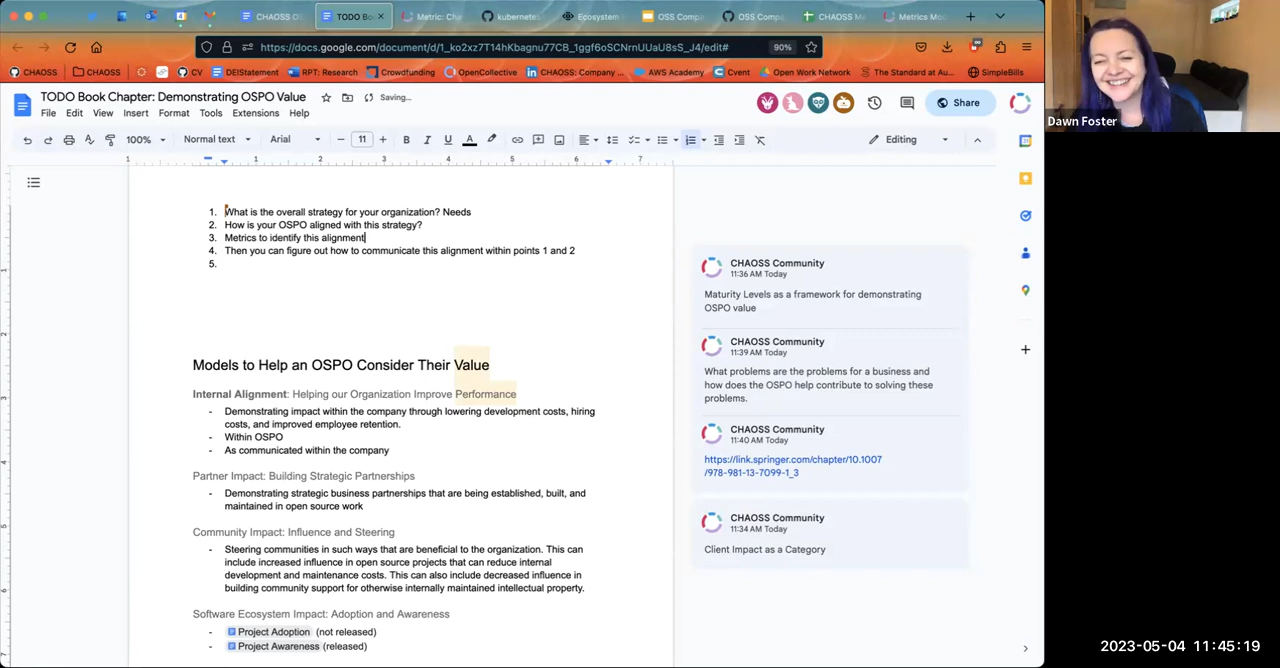 CHAOSS DE
TODO Bo
Metric: Cha
kubernetes
Ecosystem
OSS Compa
OSS Compa
CHAOSS Me
Metrics Mod
https://docs.google.com/document/d/1_ko2xz7T14hKbagnu77CB_1ggf6oSCNrnUUaU8sS_J4/edit#
90%
CHAOSS
CHAOSS
CV
DEIStatement
RPT: Research
Crowdfunding
OpenCollective
CHAOSS: Company ...
AWS Academy
Cvent
Open Work Network
The Standard at Au...
SimpleBills
TODO Book Chapter: Demonstrating OSPO Value
Saving...
File Edit View Insert Format Tools Extensions Help
Share
100%
Normal text
Arial
11
Editing
1 1 2 3 4 5 6 7
1. What is the overall strategy for your organization? Needs
2. How is your OSPO aligned with this strategy?
3. Metrics to identify this alignment
4. Then you can figure out how to communicate this alignment within points 1 and 2
5.
Models to Help an OSPO Consider Their Value
Internal Alignment: Helping our Organization Improve Performance
- Demonstrating impact within the company through lowering development costs, hiring
costs, and improved employee retention.
- Within OSPO
- As communicated within the company
Partner Impact: Building Strategic Partnerships
- Demonstrating strategic business partnerships that are being established, built, and
maintained in open source work
Community Impact: Influence and Steering
- Steering communities in such ways that are beneficial to the organization. This can
include increased influence in open source projects that can reduce internal
development and maintenance costs. This can also include decreased influence in
building community support for otherwise internally maintained intellectual property.
Software Ecosystem Impact: Adoption and Awareness
- Project Adoption (not released)
- Project Awareness (released)
CHAOSS Community
11:36 AM Today
Maturity Levels as a framework for demonstrating
OSPO value
CHAOSS Community
11:39 AM Today
What problems are the problems for a business and
how does the OSPO help contribute to solving these
problems.
CHAOSS Community
11:40 AM Today
https://link.springer.com/chapter/10.1007
/978-981-13-7099-1_3
CHAOSS Community
11:34 AM Today
Client Impact as a Category
Dawn Foster
2023-05-04 11:45:19